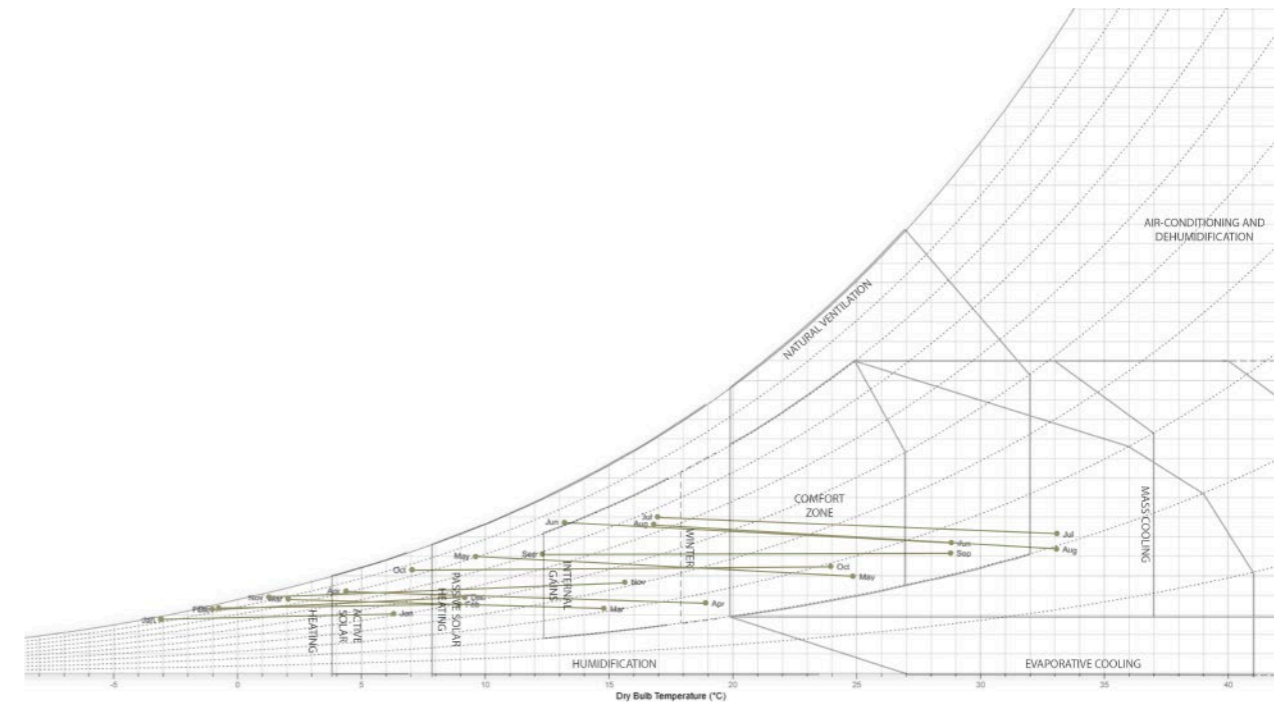 AIR-CONDITIONING AND
DEHUMIDIFICATION
NATURAL VENTILATION
COMFORT
ZONE
MASS COOLING
WINTER
INTERNAL
GAINS
PASSIVE SOLAR
HEATING
ACTIVE
SOLAR
HEATING
HUMIDIFICATION
EVAPORATIVE COOLING
Jul
Jul
Jun
Jun
Aug
Aug
Sep
Sep
May
May
Oct
Oct
Nov
Nov
Apr
Apr
Mar
Dec
Feb
Jan
-5
0
5
10
15
20
25
30
35
40
Dry Bulb Temperature (°C)